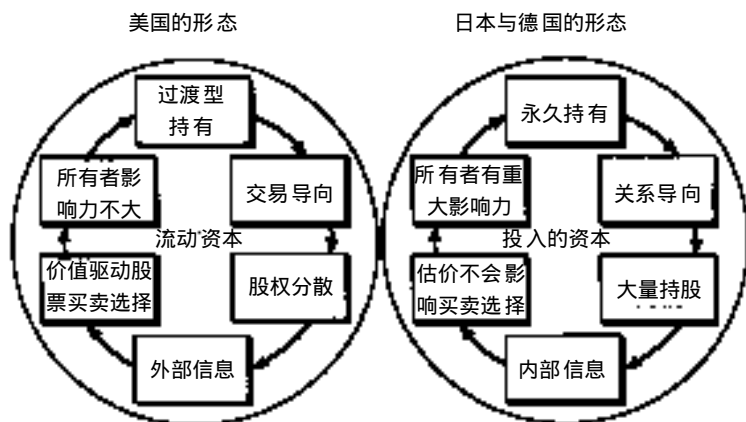 美国的形态
过渡型
持有
交易导向
股权分散
外部信息
价值驱动股
票买卖选择
所有者影
响力不大
流动资本
日本与德国的形态
永久持有
关系导向
大量持股
内部信息
估价不会影
响买卖选择
所有者有重
大影响力
投入的资本